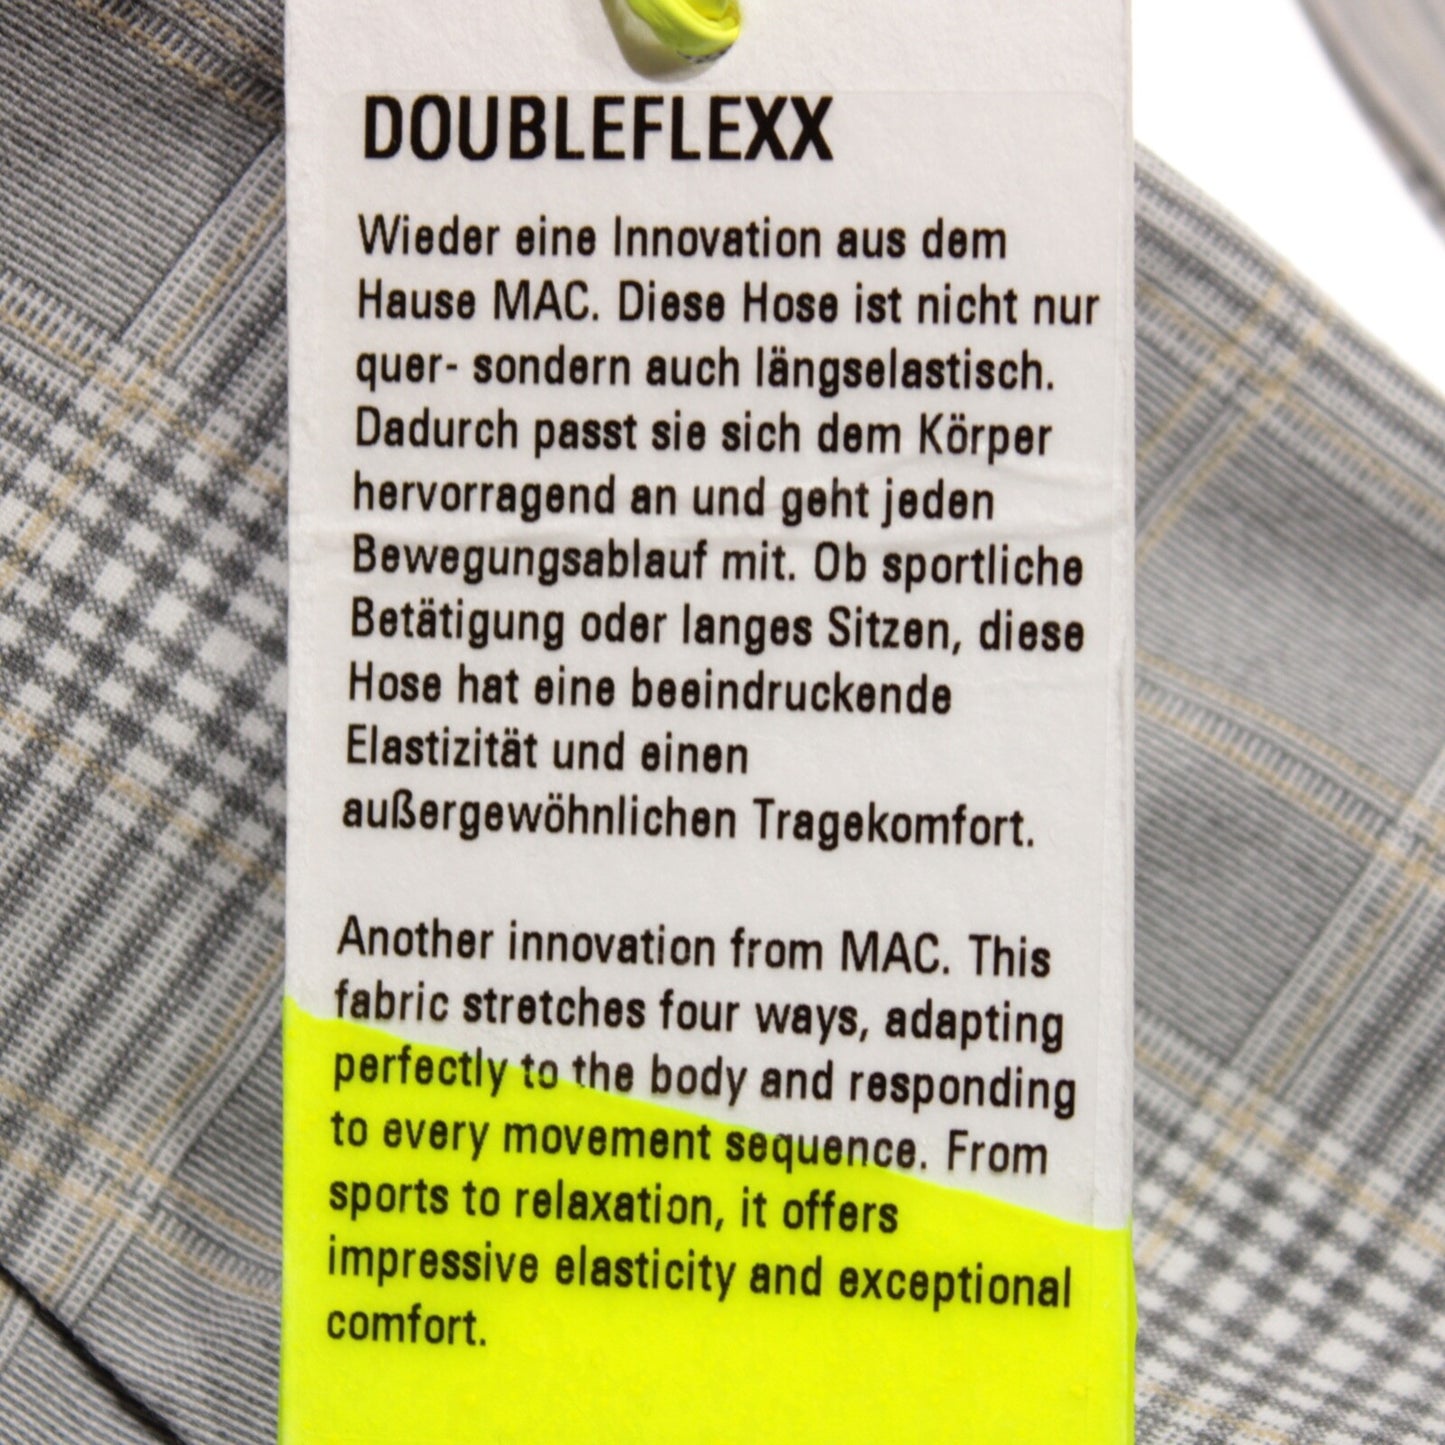 DOUBLEFLEXX
Wieder eine Innovation aus dem
Hause MAC. Diese Hose ist nicht nur
quer- sondern auch längselastisch.
Dadurch passt sie sich dem Körper
hervorragend an und geht jeden
Bewegungsablauf mit. Ob sportliche
Betätigung oder langes Sitzen, diese
Hose hat eine beeindruckende
Elastizität und einen
außergewöhnlichen Tragekomfort.
Another innovation from MAC. This
fabric stretches four ways, adapting
perfectly to the body and responding
to every movement sequence. From
sports to relaxation, it offers
impressive elasticity and exceptional
comfort.